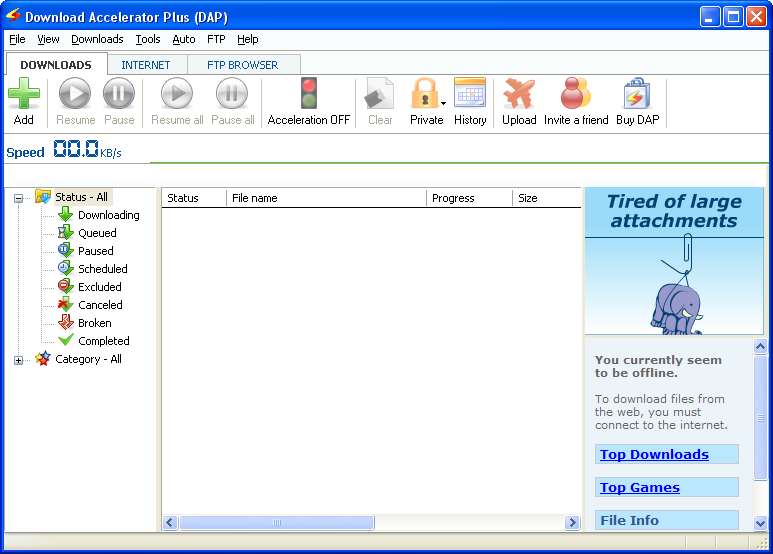 Download Accelerator Plus (DAP)
File View Downloads Tools Auto FTP Help
DOWNLOADS INTERNET FTP BROWSER
Add Resume Pause Resume all Pause all Acceleration OFF Clear Private History Upload Invite a friend Buy DAP
Speed 00.0 KB/s
Status - All
Downloading
Queued
Paused
Scheduled
Excluded
Canceled
Broken
Completed
Category - All
Status File name Progress Size
Tired of large
attachments
You currently seem
to be offline.
To download files from
the web, you must
connect to the internet.
Top Downloads
Top Games
File Info